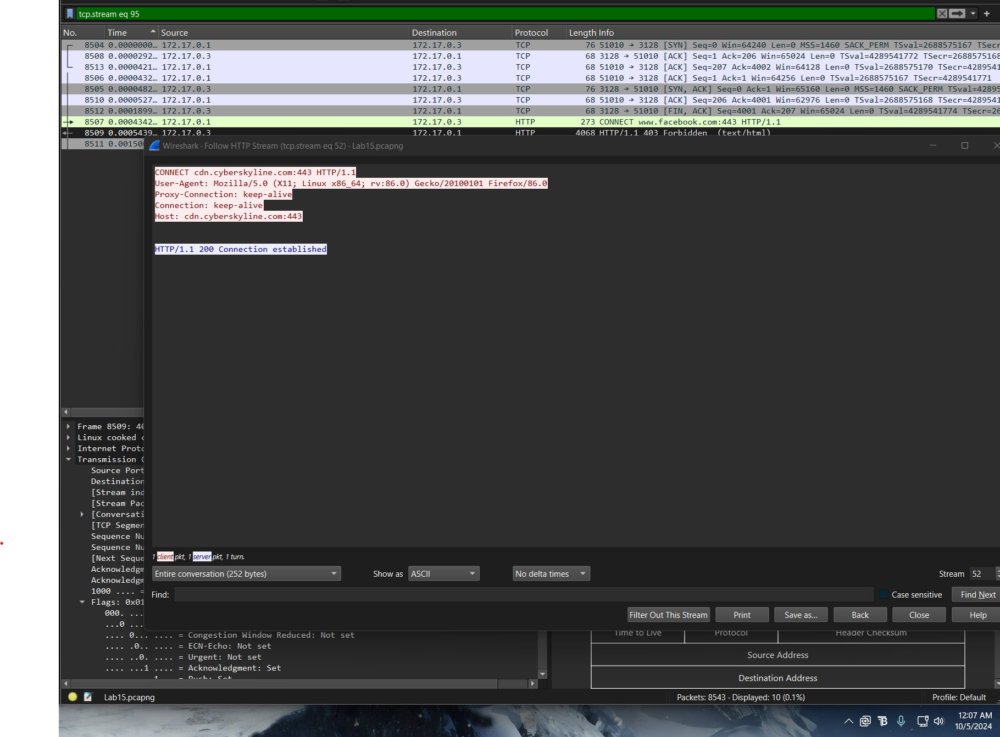 tcp.stream eq 95
No. Time Source Destination Protocol Length Info
8504 0.0000000… 172.17.0.1 172.17.0.3 TCP 76 51010 → 3128 [SYN] Seq=0 Win=64240 Len=0 MSS=1460 SACK_PERM TSval=2688575167 TSecr
8508 0.0000292… 172.17.0.3 172.17.0.1 TCP 68 3128 → 51010 [ACK] Seq=1 Ack=206 Win=65024 Len=0 TSval=4289541772 TSecr=2688575168
8513 0.0000421… 172.17.0.1 172.17.0.3 TCP 68 51010 → 3128 [ACK] Seq=207 Ack=4002 Win=64128 Len=0 TSval=2688575170 TSecr=4289541
8506 0.0000432… 172.17.0.1 172.17.0.3 TCP 68 51010 → 3128 [ACK] Seq=1 Ack=1 Win=64256 Len=0 TSval=2688575167 TSecr=4289541771
8505 0.0000482… 172.17.0.3 172.17.0.1 TCP 76 3128 → 51010 [SYN, ACK] Seq=0 Ack=1 Win=65160 Len=0 MSS=1460 SACK_PERM TSval=42895
8510 0.0000527… 172.17.0.1 172.17.0.3 TCP 68 51010 → 3128 [ACK] Seq=206 Ack=4001 Win=62976 Len=0 TSval=2688575168 TSecr=4289541
8512 0.0001899… 172.17.0.3 172.17.0.1 TCP 68 3128 → 51010 [FIN, ACK] Seq=4001 Ack=207 Win=65024 Len=0 TSval=4289541774 TSecr=26
8507 0.0004342… 172.17.0.1 172.17.0.3 HTTP 273 CONNECT www.facebook.com:443 HTTP/1.1
8509 0.0005439… 172.17.0.3 172.17.0.1 HTTP 4068 HTTP/1.1 403 Forbidden  (text/html)
8511 0.00150
Wireshark · Follow HTTP Stream (tcp.stream eq 52) · Lab15.pcapng
CONNECT cdn.cyberskyline.com:443 HTTP/1.1
User-Agent: Mozilla/5.0 (X11; Linux x86_64; rv:86.0) Gecko/20100101 Firefox/86.0
Proxy-Connection: keep-alive
Connection: keep-alive
Host: cdn.cyberskyline.com:443
HTTP/1.1 200 Connection established
Frame 8509: 40
Linux cooked c
Internet Proto
Transmission C
Source Port
Destination
[Stream ind
[Stream Pac
[Conversati
[TCP Segmen
Sequence Nu
Sequence Nu
[Next Seque
Acknowledgm
Acknowledgm
1000 .... =
Flags: 0x01
000. ...
...0 ...
.... 0... .... = Congestion Window Reduced: Not set
.... .0.. .... = ECN-Echo: Not set
.... ..0. .... = Urgent: Not set
.... ...1 .... = Acknowledgment: Set
1... = Push: Set
1 client pkt, 1 server pkt, 1 turn.
Entire conversation (252 bytes) Show as ASCII No delta times Stream 52
Find: Case sensitive Find Next
Filter Out This Stream Print Save as... Back Close Help
Time to Live Protocol Header Checksum
Source Address
Destination Address
Lab15.pcapng Packets: 8543 · Displayed: 10 (0.1%) Profile: Default
12:07 AM
10/5/2024